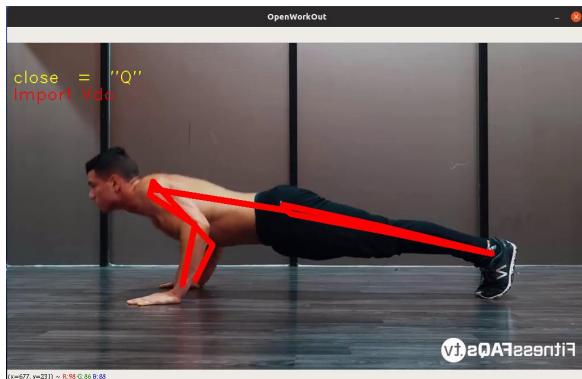 OpenWorkOut
close = "Q"
Import Vdo
FitnessFAQs.tv
(x=677, y=231) ~ R:98 G:86 B:88